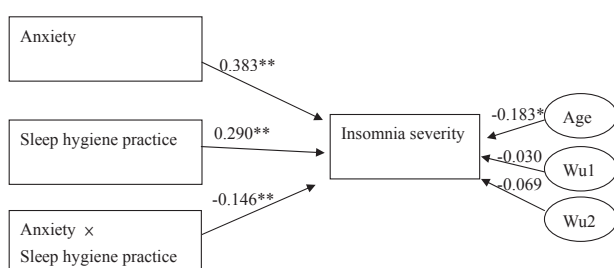 Anxiety
0.383**
Sleep hygiene practice
0.290**
Insomnia severity
-0.183*
Age
-0.030
Wu1
-0.069
Wu2
-0.146**
Anxiety ×
Sleep hygiene practice